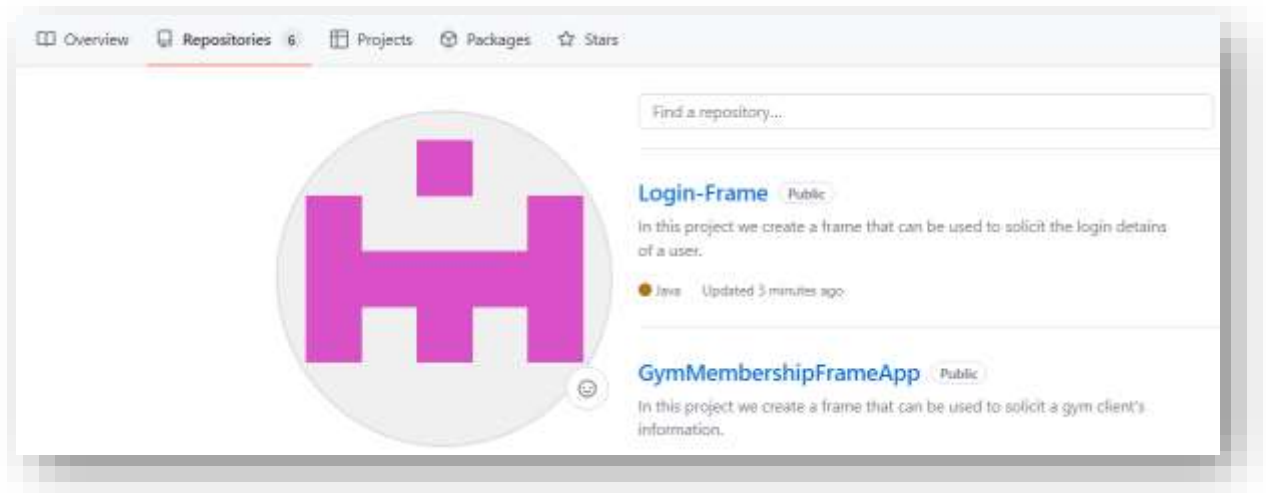 Overview Repositories 6 Projects Packages Stars
Find a repository...
Login-Frame Public
In this project we create a frame that can be used to solicit the login detains
of a user.
Java Updated 3 minutes ago
GymMembershipFrameApp Public
In this project we create a frame that can be used to solicit a gym client's
information.